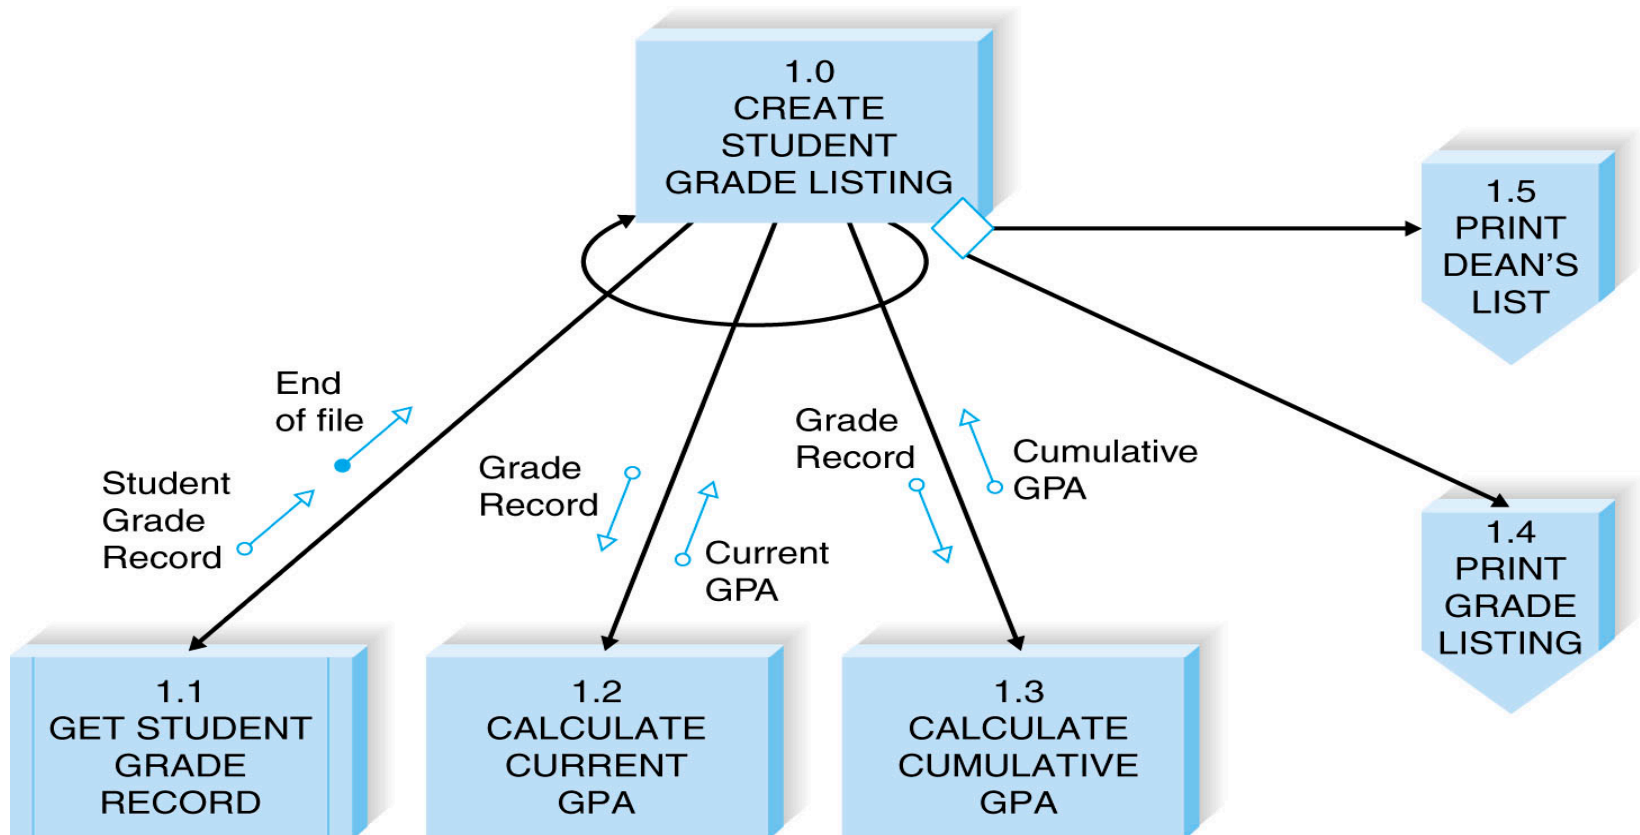 1.0
CREATE
STUDENT
GRADE LISTING
1.5
PRINT
DEAN'S
LIST
End
of file
Student
Grade
Record
Grade
Record
Current
GPA
Grade
Record
Cumulative
GPA
1.4
PRINT
GRADE
LISTING
1.1
GET STUDENT
GRADE
RECORD
1.2
CALCULATE
CURRENT
GPA
1.3
CALCULATE
CUMULATIVE
GPA